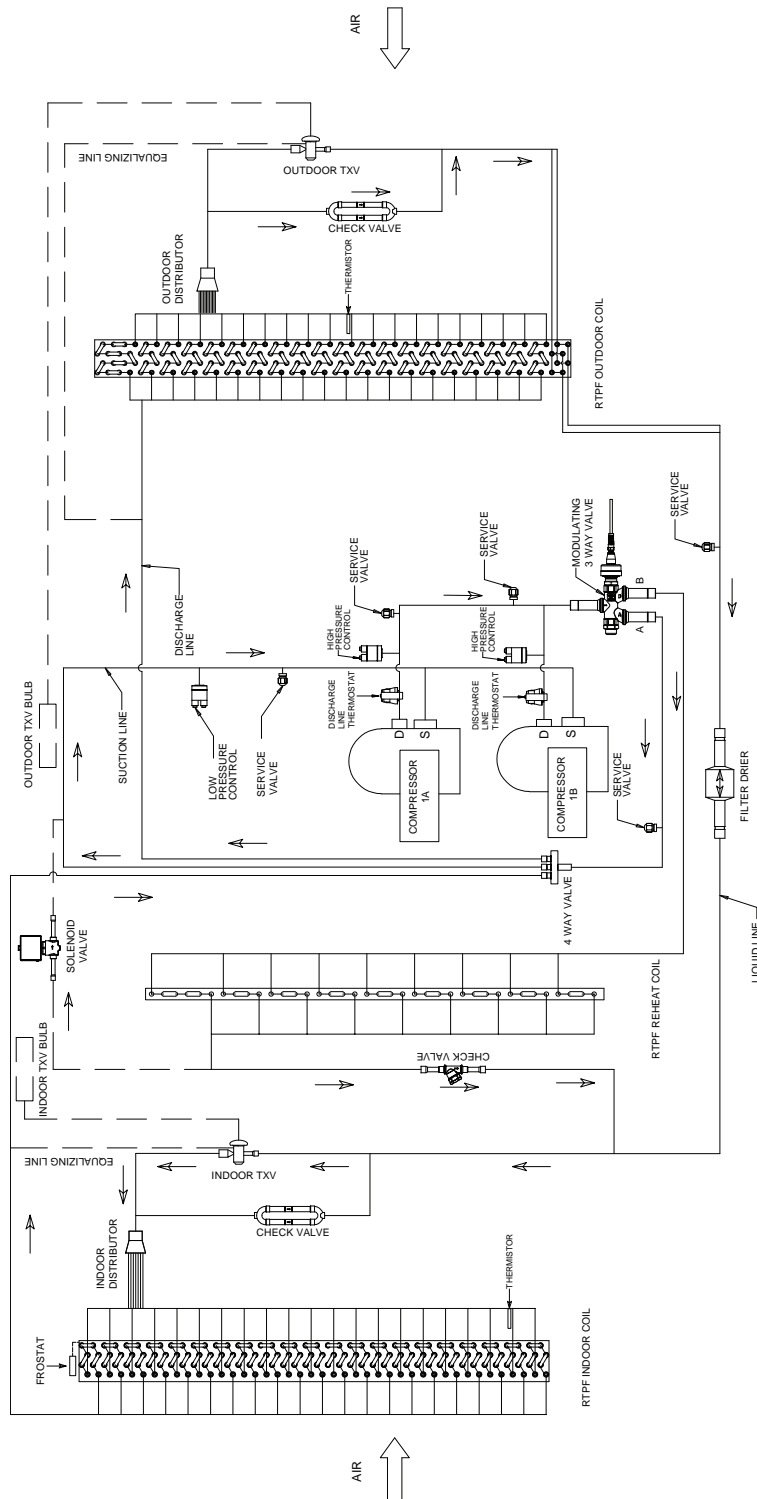 AIR
EQUALIZING LINE
OUTDOOR TXV
CHECK VALVE
OUTDOOR
DISTRIBUTOR
THERMISTOR
RTPF OUTDOOR COIL
DISCHARGE
LINE
SUCTION LINE
OUTDOOR TXV BULB
LOW
PRESSURE
CONTROL
SERVICE
VALVE
SERVICE
VALVE
HIGH
PRESSURE
CONTROL
DISCHARGE
LINE
THERMOSTAT
D
S
COMPRESSOR
1A
SERVICE
VALVE
HIGH
PRESSURE
CONTROL
DISCHARGE
LINE
THERMOSTAT
D
S
COMPRESSOR
1B
MODULATING
3 WAY VALVE
A
B
SERVICE
VALVE
SERVICE
VALVE
FILTER DRIER
4 WAY VALVE
SOLENOID
VALVE
RTPF REHEAT COIL
LIQUID LINE
INDOOR TXV BULB
CHECK VALVE
EQUALIZING LINE
INDOOR TXV
CHECK VALVE
INDOOR
DISTRIBUTOR
THERMISTOR
FROSTAT
RTPF INDOOR COIL
AIR